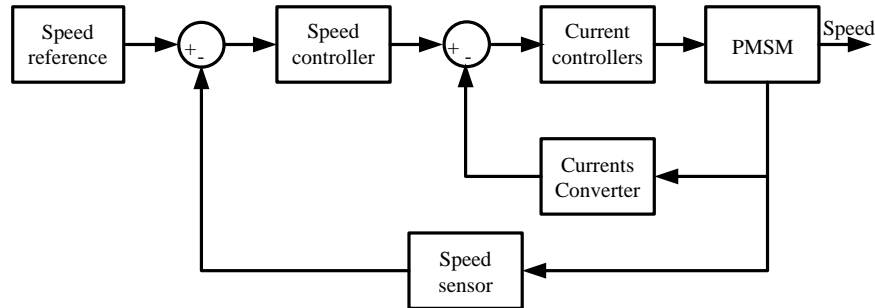 Speed
reference
+
-
Speed
controller
+
-
Current
controllers
PMSM
Speed
Currents
Converter
Speed
sensor